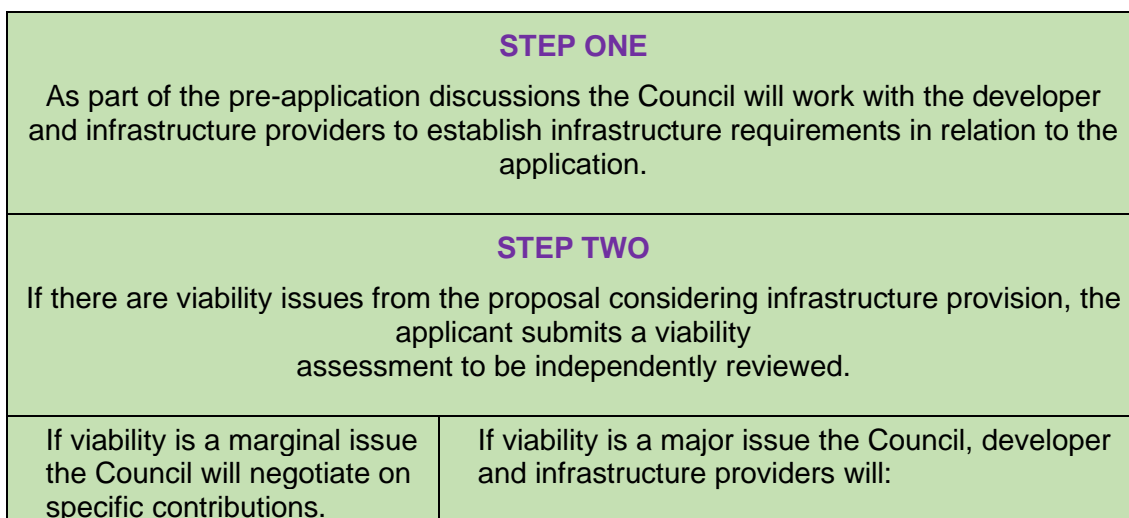 STEP ONE
As part of the pre-application discussions the Council will work with the developer
and infrastructure providers to establish infrastructure requirements in relation to the
application.
STEP TWO
If there are viability issues from the proposal considering infrastructure provision, the
applicant submits a viability
assessment to be independently reviewed.
If viability is a marginal issue
the Council will negotiate on
specific contributions.
If viability is a major issue the Council, developer
and infrastructure providers will: